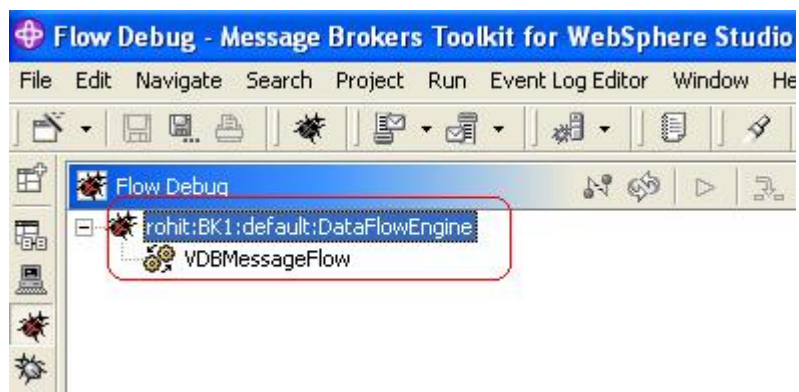 Flow Debug - Message Brokers Toolkit for WebSphere Studio
File Edit Navigate Search Project Run Event Log Editor Window He
Flow Debug
rohit:BK1:default:DataFlowEngine
VDBMessageFlow